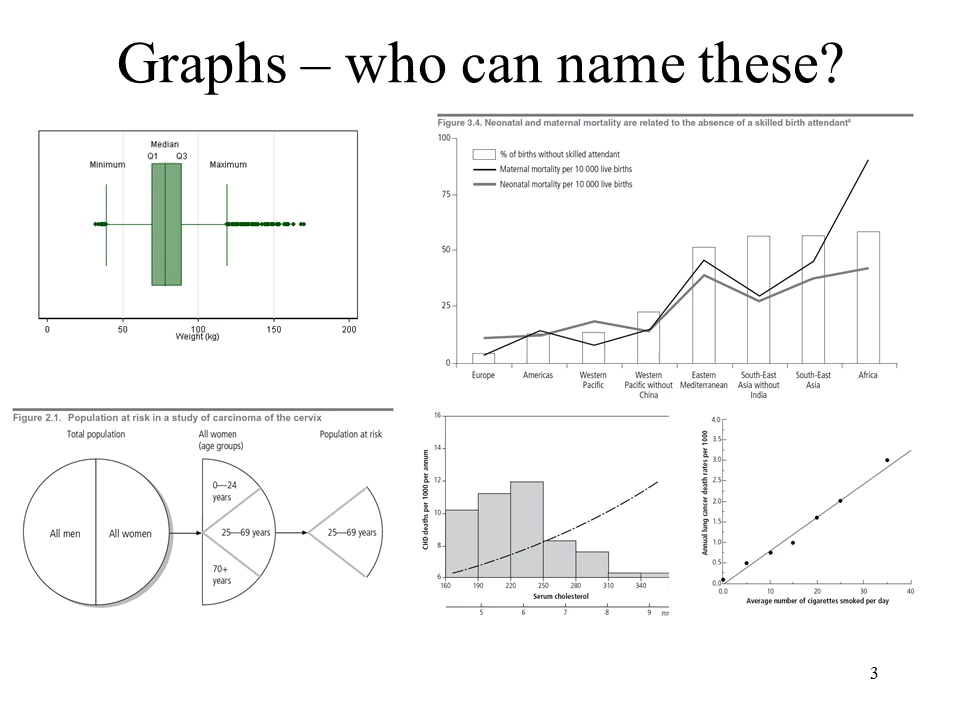 Graphs – who can name these?
Median
Q1 Q3
Minimum Maximum
0 50 100 150 200
Weight (kg)
Figure 3.4. Neonatal and maternal mortality are related to the absence of a skilled birth attendant⁶
100
75
50
25
0
% of births without skilled attendant
Maternal mortality per 10 000 live births
Neonatal mortality per 10 000 live births
Europe
Americas
Western
Pacific
Western
Pacific without
China
Eastern
Mediterranean
South-East
Asia without
India
South-East
Asia
Africa
Figure 2.1. Population at risk in a study of carcinoma of the cervix
Total population
All women
(age groups)
Population at risk
All men All women
0—24
years
25—69 years
70+
years
25—69 years
CHD deaths per 1000 per annum
16
14
12
10
8
6
160 190 220 250 280 310 340
Serum cholesterol
5 6 7 8 9 mr
Annual lung cancer death rates per 1000
4.0
3.5
3.0
2.5
2.0
1.5
1.0
0.5
0.0
0.0 10 20 30 40
Average number of cigarettes smoked per day
3